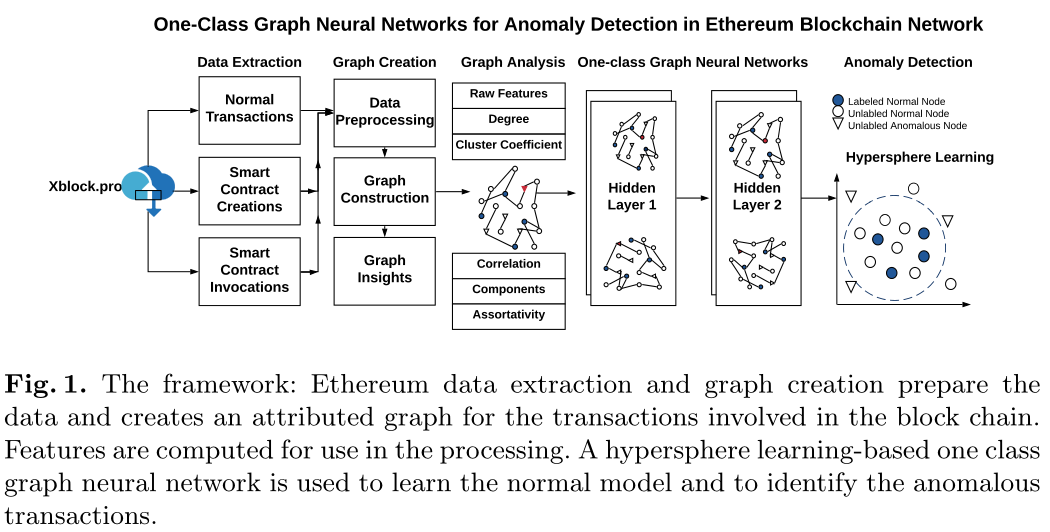 One-Class Graph Neural Networks for Anomaly Detection in Ethereum Blockchain Network
Data Extraction
Graph Creation
Graph Analysis
One-class Graph Neural Networks
Anomaly Detection
Xblock.pro
Normal
Transactions
Smart
Contract
Creations
Smart
Contract
Invocations
Data
Preprocessing
Graph
Construction
Graph
Insights
Raw Features
Degree
Cluster Coefficient
Correlation
Components
Assortativity
Hidden
Layer 1
Hidden
Layer 2
Labeled Normal Node
Unlabled Normal Node
Unlabled Anomalous Node
Hypersphere Learning
Fig. 1. The framework: Ethereum data extraction and graph creation prepare the
data and creates an attributed graph for the transactions involved in the block chain.
Features are computed for use in the processing. A hypersphere learning-based one class
graph neural network is used to learn the normal model and to identify the anomalous
transactions.